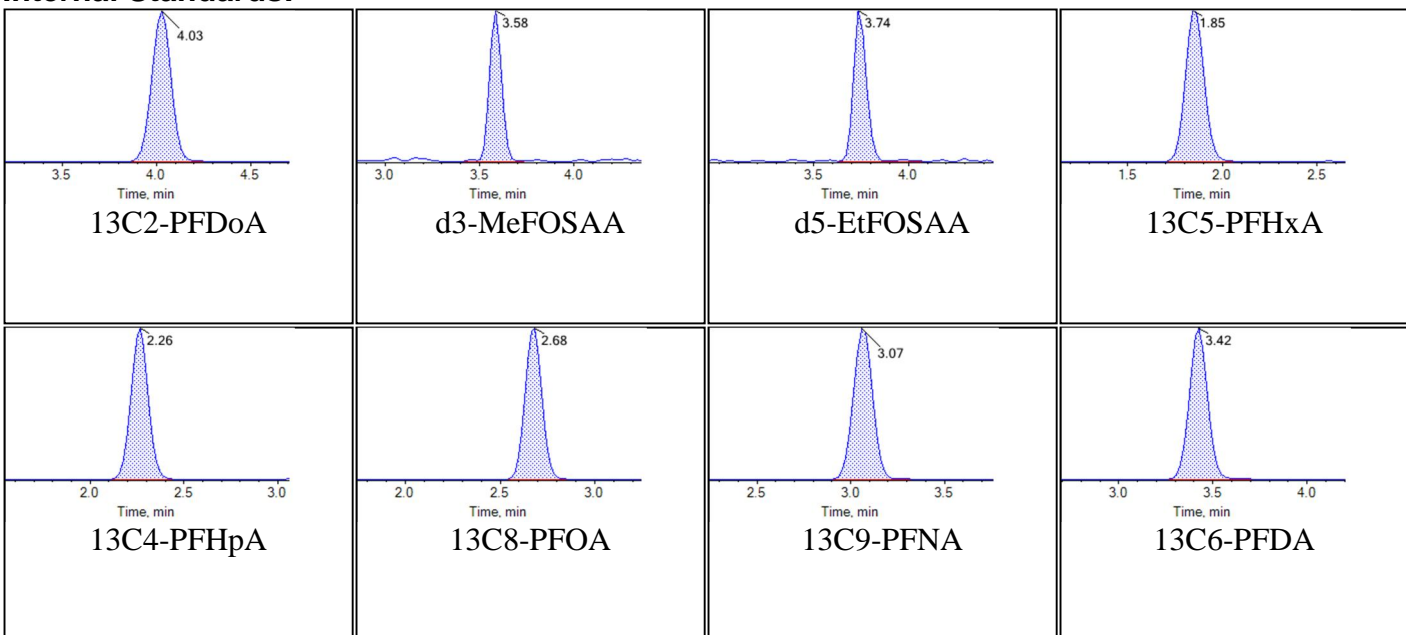 Internal Standards:
4.03
3.5 4.0 4.5
Time, min
13C2-PFDoA
3.58
3.0 3.5 4.0
Time, min
d3-MeFOSAA
3.74
3.5 4.0
Time, min
d5-EtFOSAA
1.85
1.5 2.0 2.5
Time, min
13C5-PFHxA
2.26
2.0 2.5 3.0
Time, min
13C4-PFHpA
2.68
2.0 2.5 3.0
Time, min
13C8-PFOA
3.07
2.5 3.0 3.5
Time, min
13C9-PFNA
3.42
3.0 3.5 4.0
Time, min
13C6-PFDA